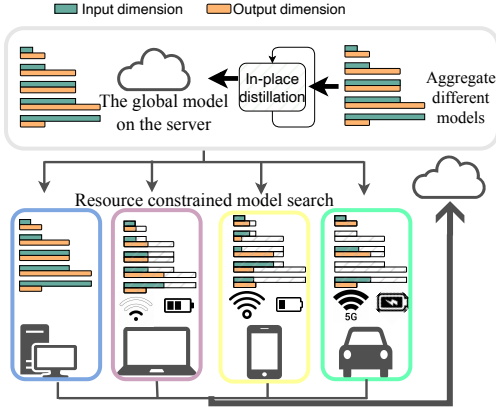 Input dimension
Output dimension
The global model
on the server
In-place
distillation
Aggregate
different
models
Resource constrained model search
5G